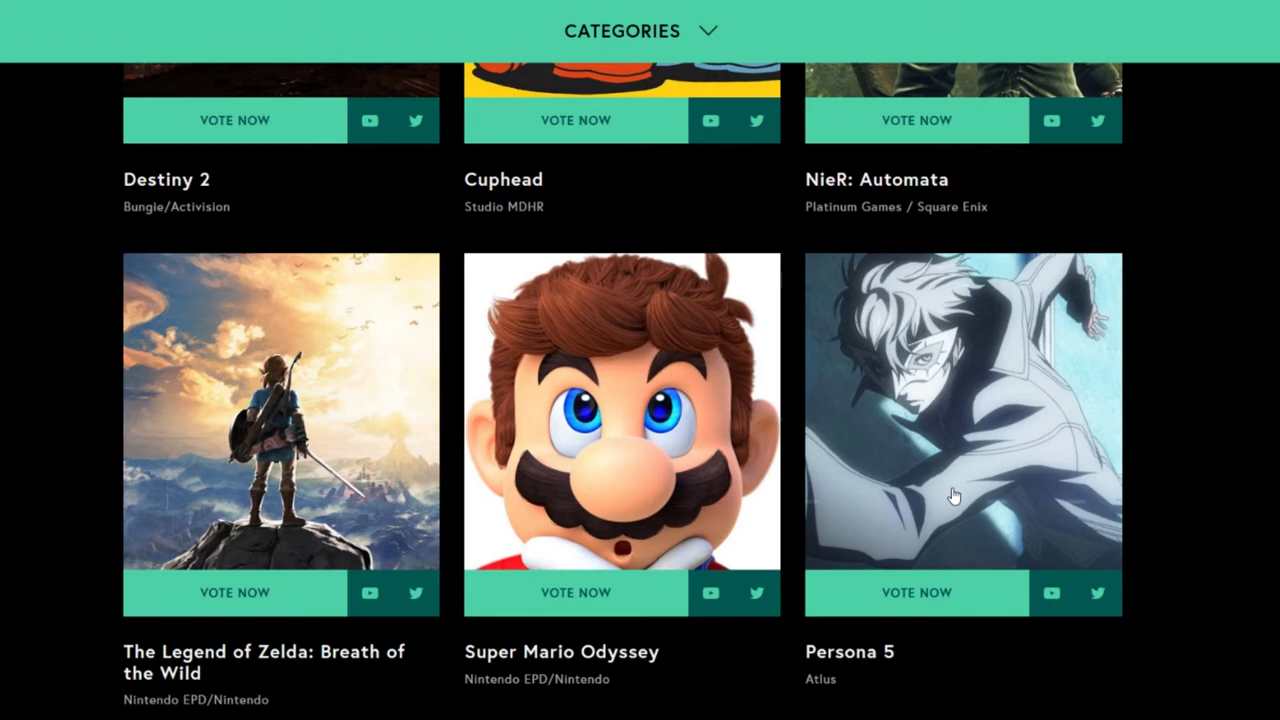 CATEGORIES
VOTE NOW
VOTE NOW
VOTE NOW
Destiny 2
Bungie/Activision
Cuphead
Studio MDHR
NieR: Automata
Platinum Games / Square Enix
VOTE NOW
VOTE NOW
VOTE NOW
The Legend of Zelda: Breath of
the Wild
Nintendo EPD/Nintendo
Super Mario Odyssey
Nintendo EPD/Nintendo
Persona 5
Atlus